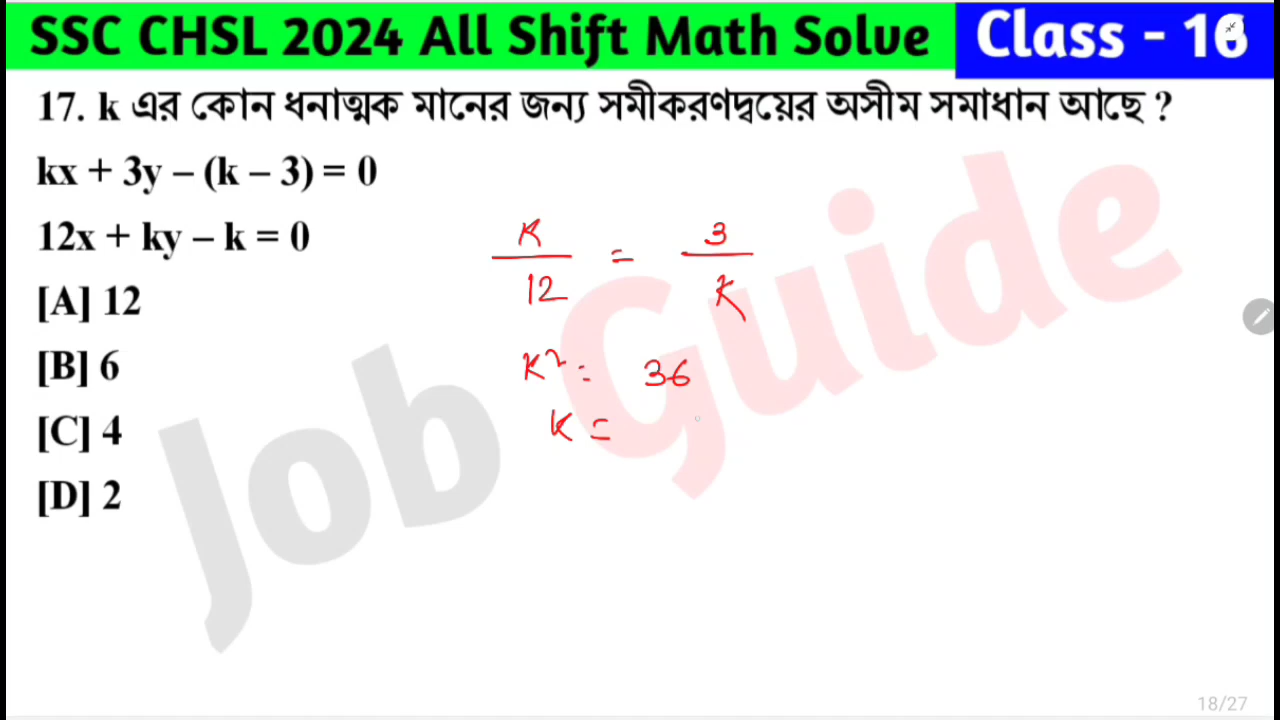 SSC CHSL 2024 All Shift Math Solve Class - 16
17. k এর কোন ধনাত্মক মানের জন্য সমীকরণদ্বয়ের অসীম সমাধান আছে ?
kx + 3y – (k – 3) = 0
12x + ky – k = 0
[A] 12
[B] 6
[C] 4
[D] 2
K/12 = 3/K
K² = 36
K =
Job Guide
18/27